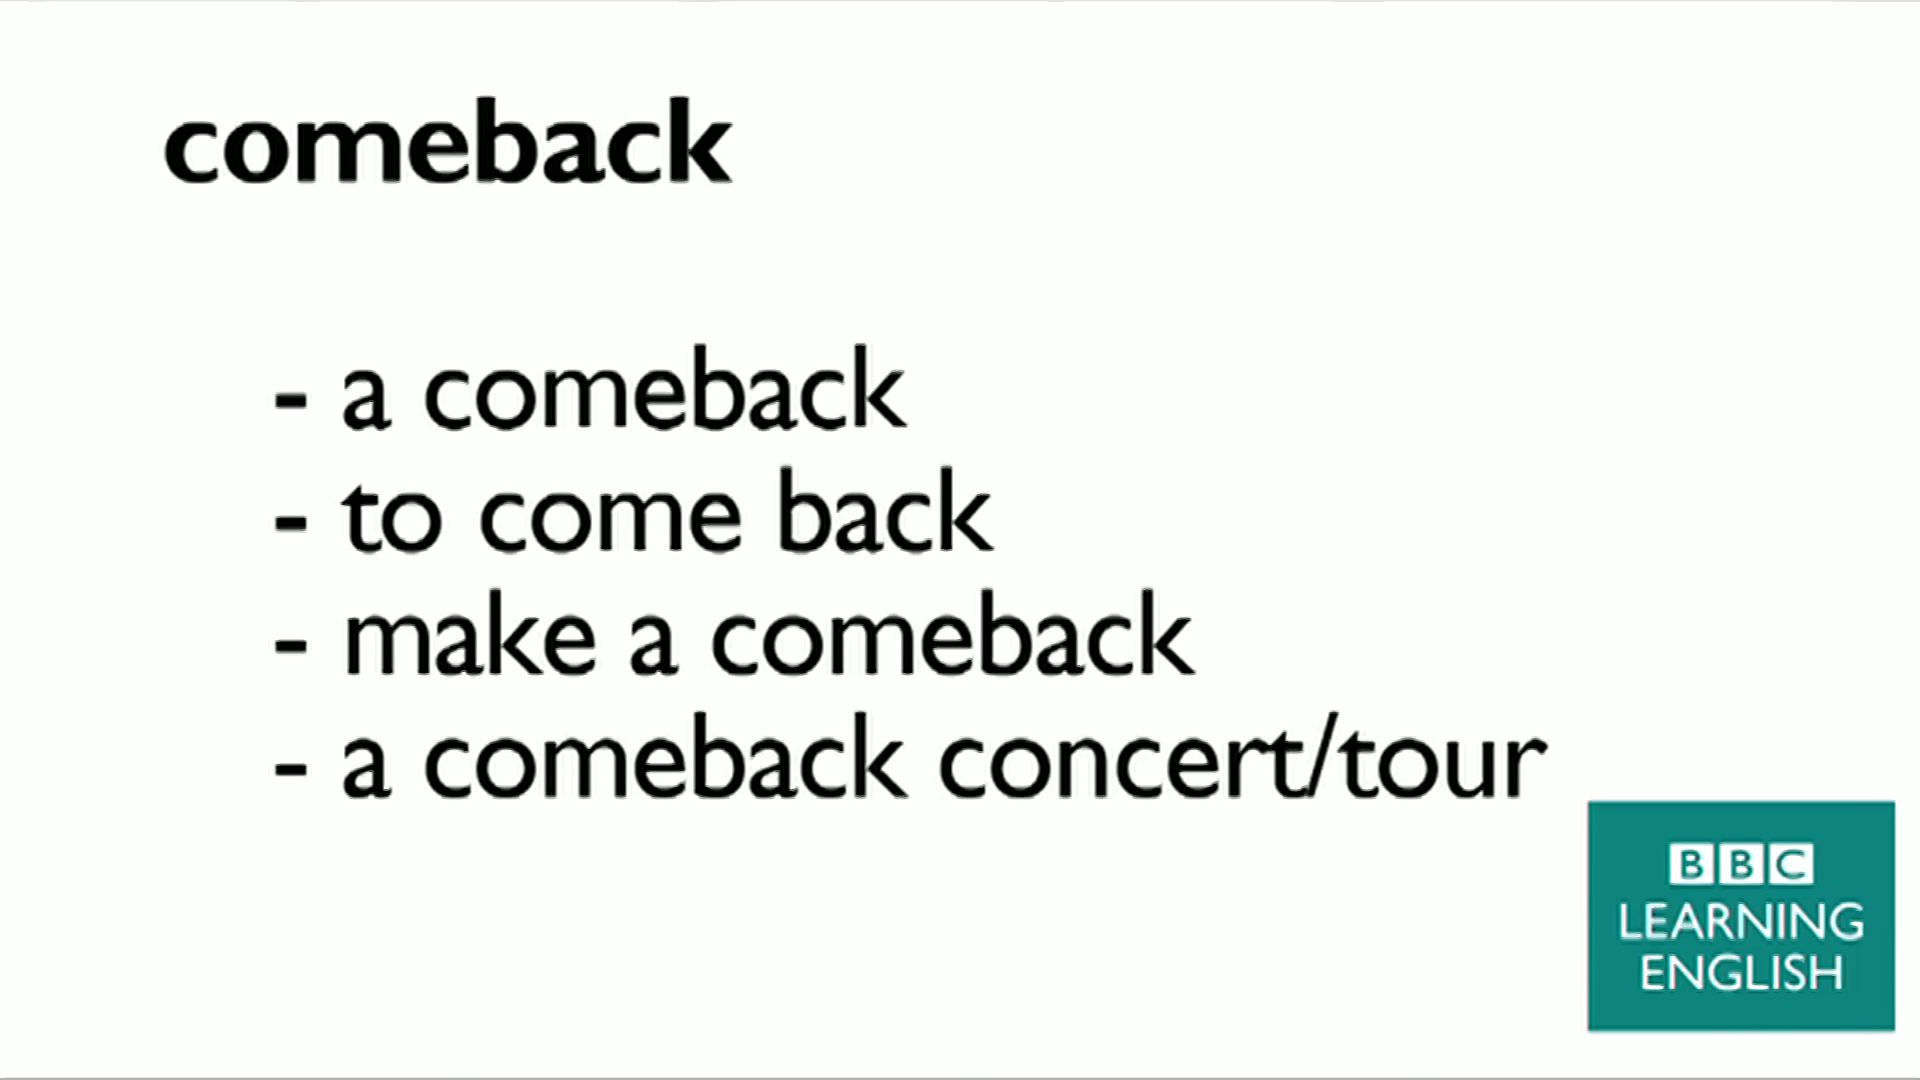 comeback
- a comeback
- to come back
- make a comeback
- a comeback concert/tour
BBC
LEARNING
ENGLISH